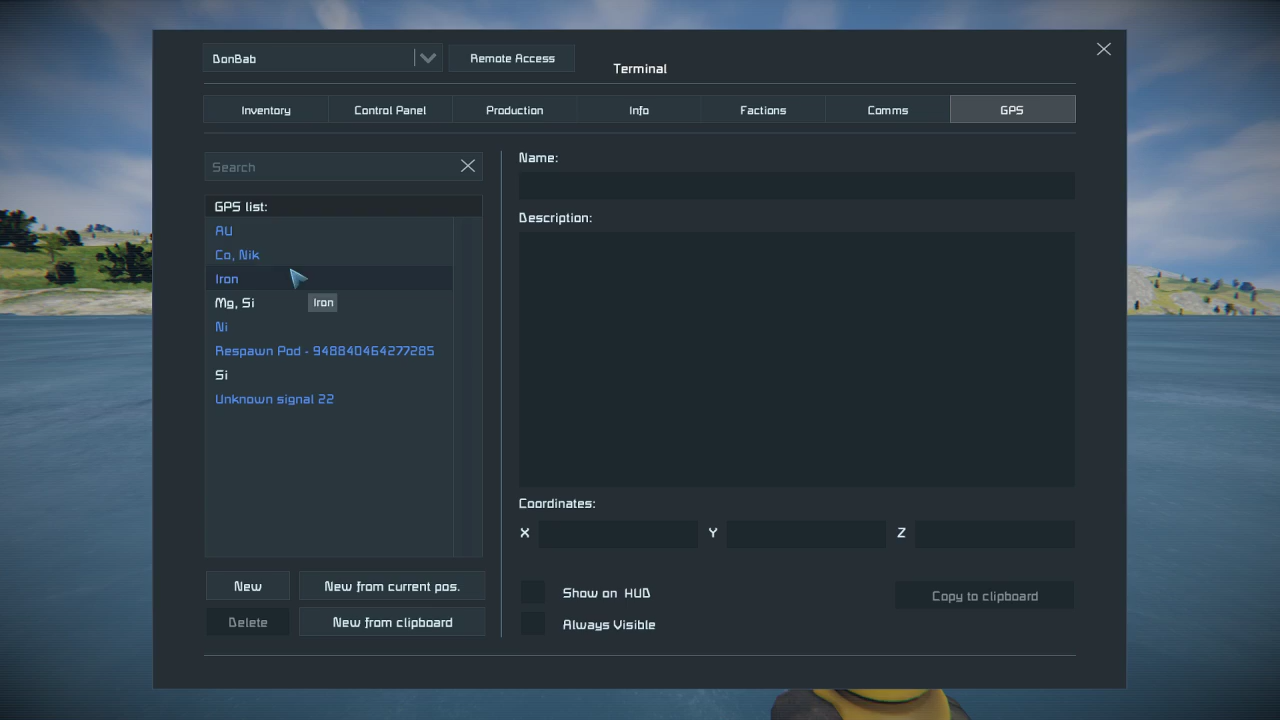 DonBab
Remote Access
Terminal
Inventory
Control Panel
Production
Info
Factions
Comms
GPS
Search
GPS list:
AU
Co, Nik
Iron
Mg, Si
Iron
Ni
Respawn Pod - 948840464277285
Si
Unknown signal 22
New
New from current pos.
Delete
New from clipboard
Name:
Description:
Coordinates:
X
Y
Z
Show on HUD
Always Visible
Copy to clipboard